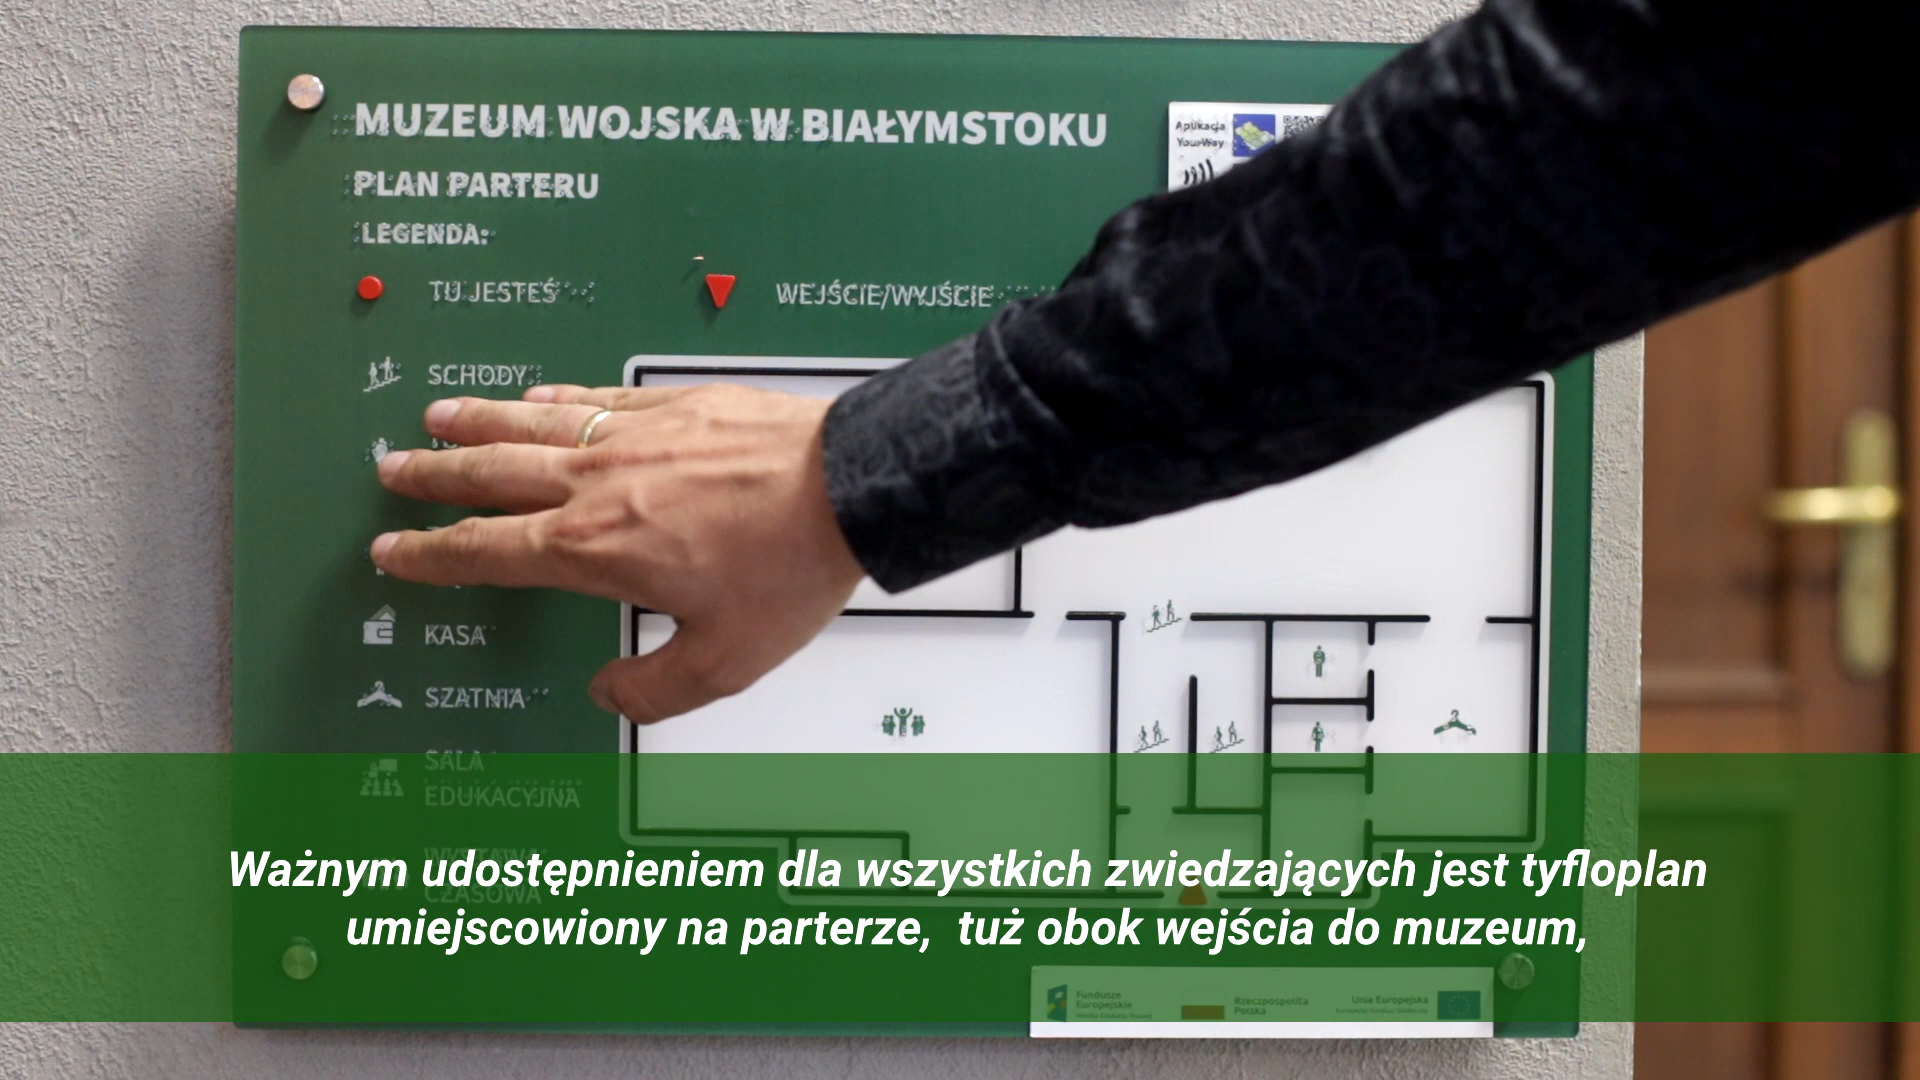 MUZEUM WOJSKA W BIAŁYMSTOKU
Aplikacja
YourWay
PLAN PARTERU
LEGENDA:
TU JESTEŚ
WEJŚCIE/WYJŚCIE
SCHODY
KASA
SZATNIA
SALA
EDUKACYJNA
CZASOWA
Ważnym udostępnieniem dla wszystkich zwiedzających jest tyfloplan
umiejscowiony na parterze, tuż obok wejścia do muzeum,
Fundusze
Europejskie
Rzeczpospolita
Polska
Unia Europejska